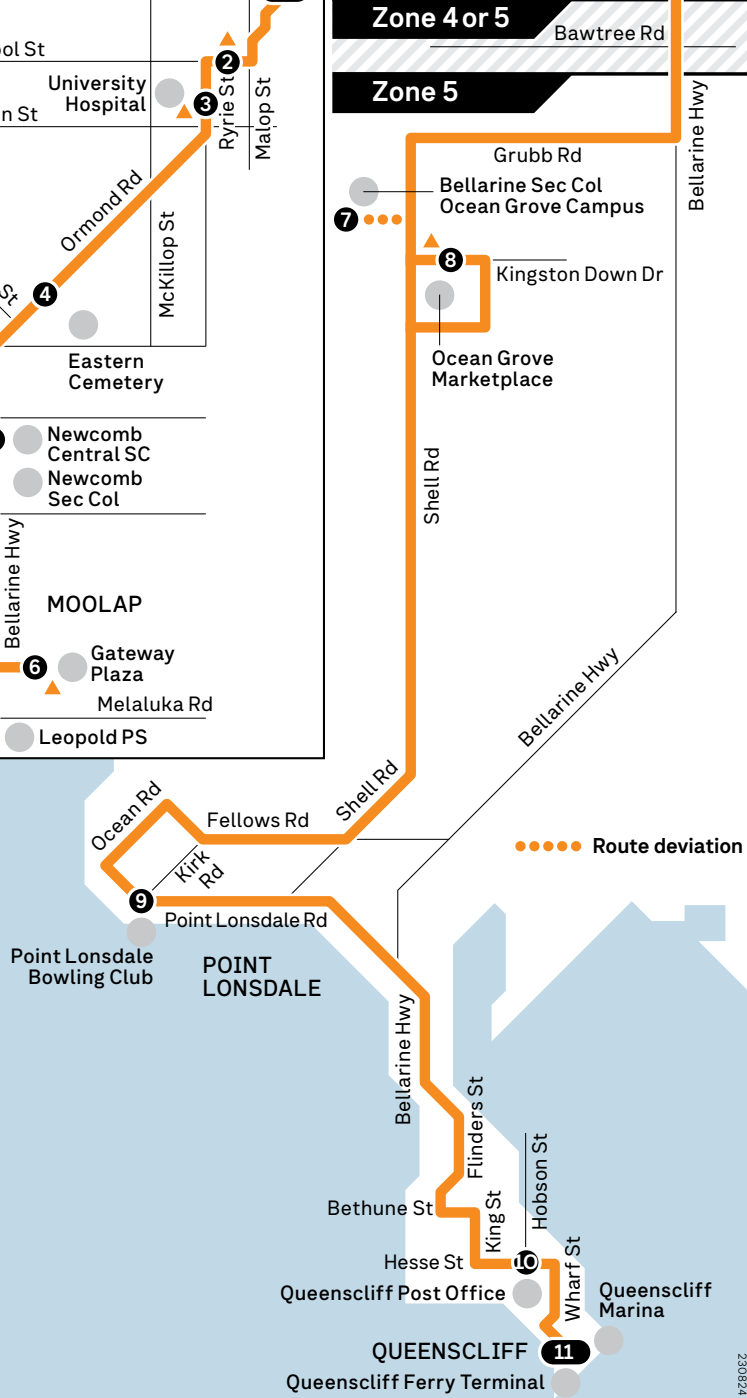 Zone 4 or 5
Bawtree Rd
Zone 5
ool St
2
University
Hospital
3
n St
Ryrie St
Malop St
Ormond Rd
McKillop St
4
St
Eastern
Cemetery
Newcomb
Central SC
Newcomb
Sec Col
Bellarine Hwy
MOOLAP
6
Gateway
Plaza
Melaluka Rd
Leopold PS
Bellarine Hwy
Grubb Rd
Bellarine Sec Col
Ocean Grove Campus
7
8
Kingston Down Dr
Ocean Grove
Marketplace
Shell Rd
Bellarine Hwy
Shell Rd
Ocean Rd
Fellows Rd
Kirk
Rd
Route deviation
9
Point Lonsdale Rd
Point Lonsdale
Bowling Club
POINT
LONSDALE
Bellarine Hwy
Flinders St
Bethune St
King St
Hobson St
Hesse St
10
Wharf St
Queenscliff Post Office
Queenscliff
Marina
QUEENSCLIFF
11
Queenscliff Ferry Terminal
230824